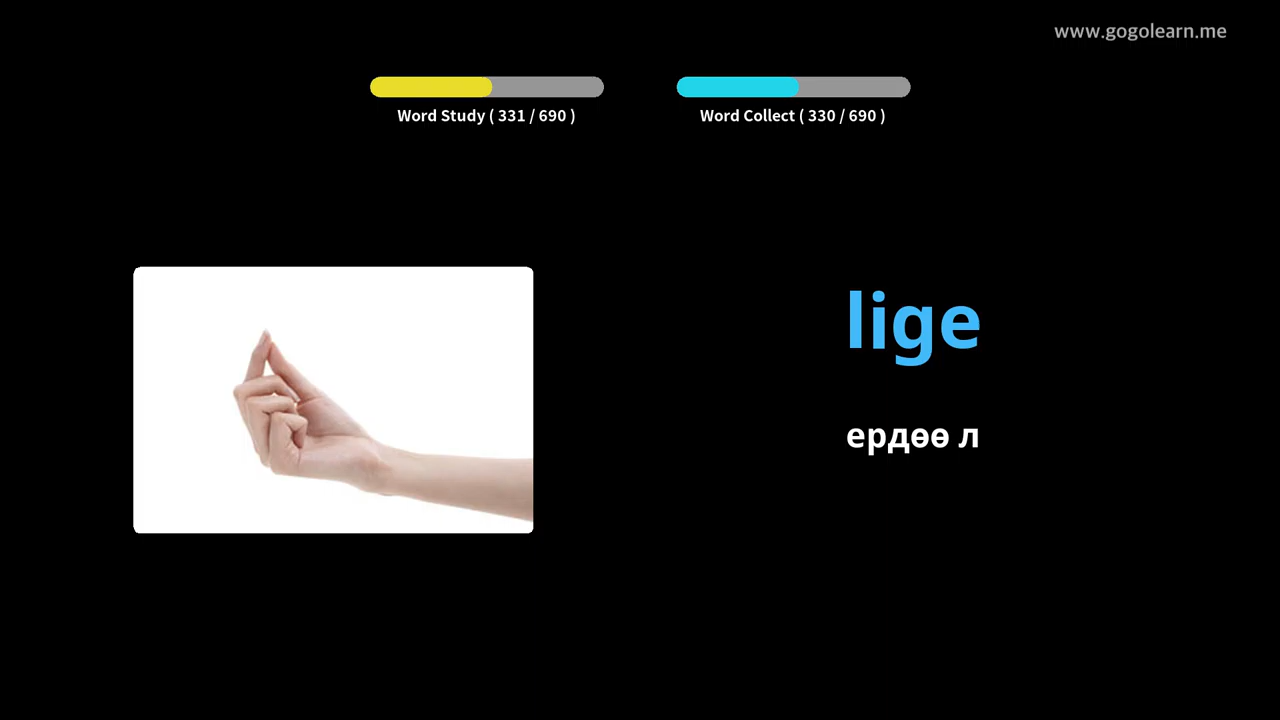 www.gogolearn.me
Word Study ( 331 / 690 )
Word Collect ( 330 / 690 )
lige
ердөө л